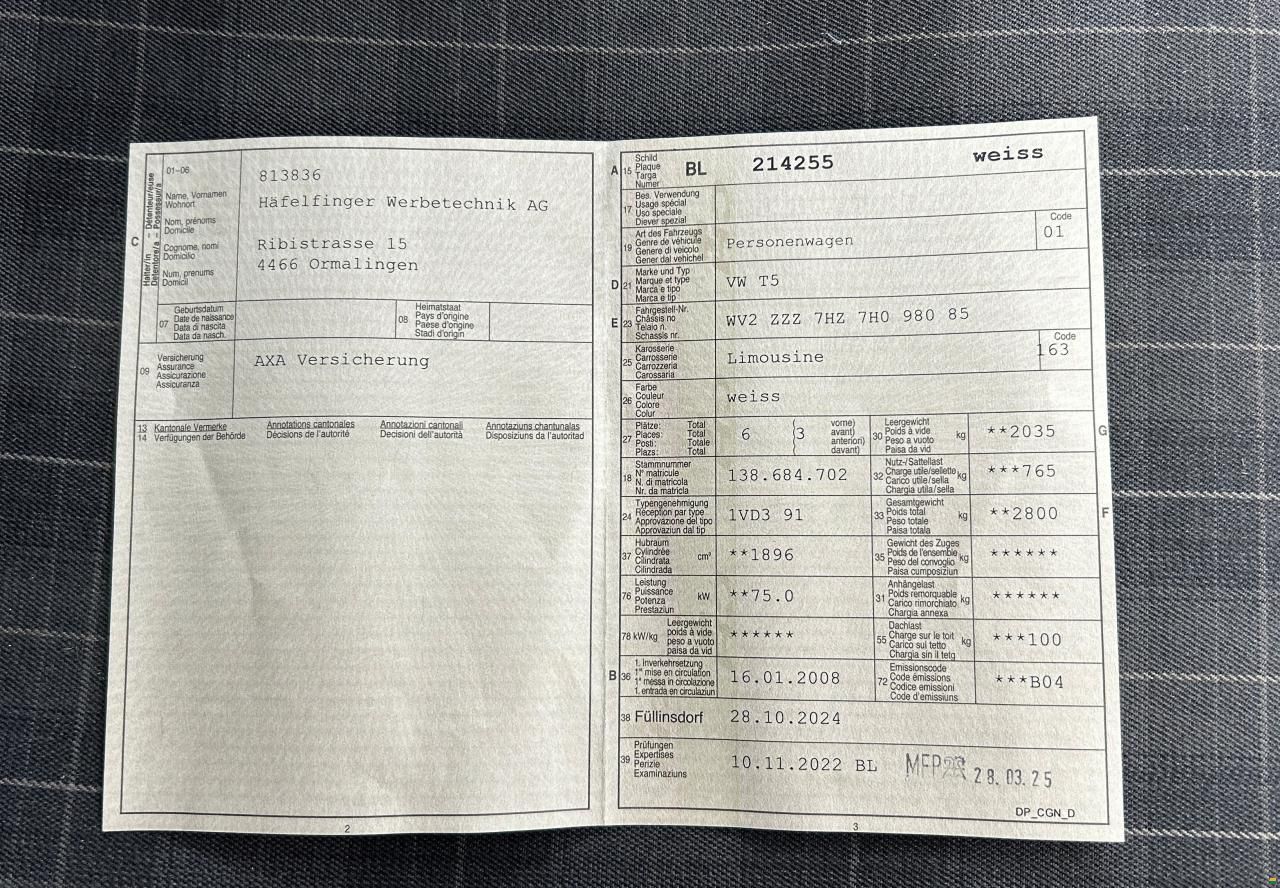 C
Halter/in – Détenteur/euse
Detentore/a – Possessur/a
01–06
813836
Name, Vornamen
Wohnort
Häfelfinger Werbetechnik AG
Nom, prénoms
Domicile
Cognome, nomi
Domicilio
Num, prenums
Domicil
Ribistrasse 15
4466 Ormalingen
07
Geburtsdatum
Date de naissance
Data di nascita
Data da nasch.
08
Heimatstaat
Pays d'origine
Paese d'origine
Stadi d'origin
09
Versicherung
Assurance
Assicurazione
Assicuranza
AXA Versicherung
13 Kantonale Vermerke Annotations cantonales Annotazioni cantonali Annotaziuns chantunalas
14 Verfügungen der Behörde Décisions de l'autorité Decisioni dell'autorità Disposiziuns da l'autoritad
2
A 15
Schild
Plaque
Targa
Numer
BL 214255 weiss
17
Bes. Verwendung
Usage spécial
Uso speciale
Diever spezial
19
Art des Fahrzeugs
Genre de véhicule
Genere di veicolo
Gener dal vehichel
Personenwagen
Code
01
D 21
Marke und Typ
Marque et type
Marca e tipo
Marca e tip
VW T5
E 23
Fahrgestell-Nr.
Châssis no
Telaio n.
Schassis nr.
WV2 ZZZ 7HZ 7H0 980 85
25
Karosserie
Carrosserie
Carrozzeria
Carossaria
Limousine
Code
163
26
Farbe
Couleur
Colore
Colur
weiss
27
Plätze: Total
Places: Total
Posti: Totale
Plazs: Total
6
3
vorne)
avant)
anteriori)
davant)
30
Leergewicht
Poids à vide
Peso a vuoto
Paisa da vid
kg
**2035
G
18
Stammnummer
N° matricule
N. di matricola
Nr. da matricla
138.684.702
32
Nutz-/Sattellast
Charge utile/sellette
Carico utile/sella
Chargia utila/sella
kg
***765
24
Typengenehmigung
Réception par type
Approvazione del tipo
Approvaziun dal tip
1VD3 91
33
Gesamtgewicht
Poids total
Peso totale
Paisa totala
kg
**2800
F
37
Hubraum
Cylindrée
Cilindrata
Cilindrada
cm³
**1896
35
Gewicht des Zuges
Poids de l'ensemble
Peso del convoglio
Paisa cumposiziun
kg
******
76
Leistung
Puissance
Potenza
Prestaziun
kW
**75.0
31
Anhängelast
Poids remorquable
Carico rimorchiato
Chargia annexa
kg
******
78 kW/kg
Leergewicht
poids à vide
peso a vuoto
paisa da vid
******
55
Dachlast
Charge sur le toit
Carico sul tetto
Chargia sin il tetg
kg
***100
B 36
1. Inverkehrsetzung
1re mise en circulation
1a messa in circolazione
1. entrada en circulaziun
16.01.2008
72
Emissionscode
Code émissions
Codice emissioni
Code d'emissiuns
***B04
38 Füllinsdorf 28.10.2024
39
Prüfungen
Expertises
Perizie
Examinaziuns
10.11.2022 BL
MFP
28.03.25
DP_CGN_D
3